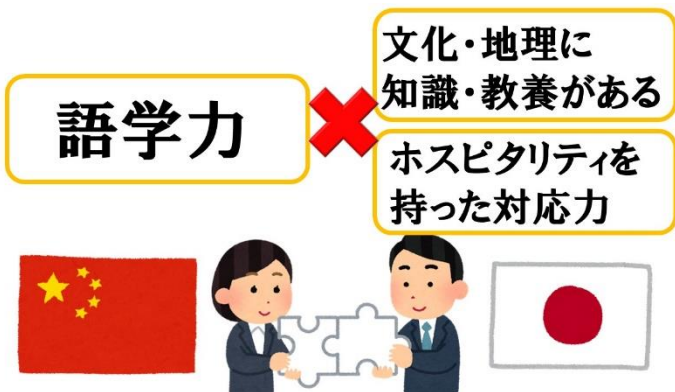 語学力
文化・地理に
知識・教養がある
ホスピタリティを
持った対応力